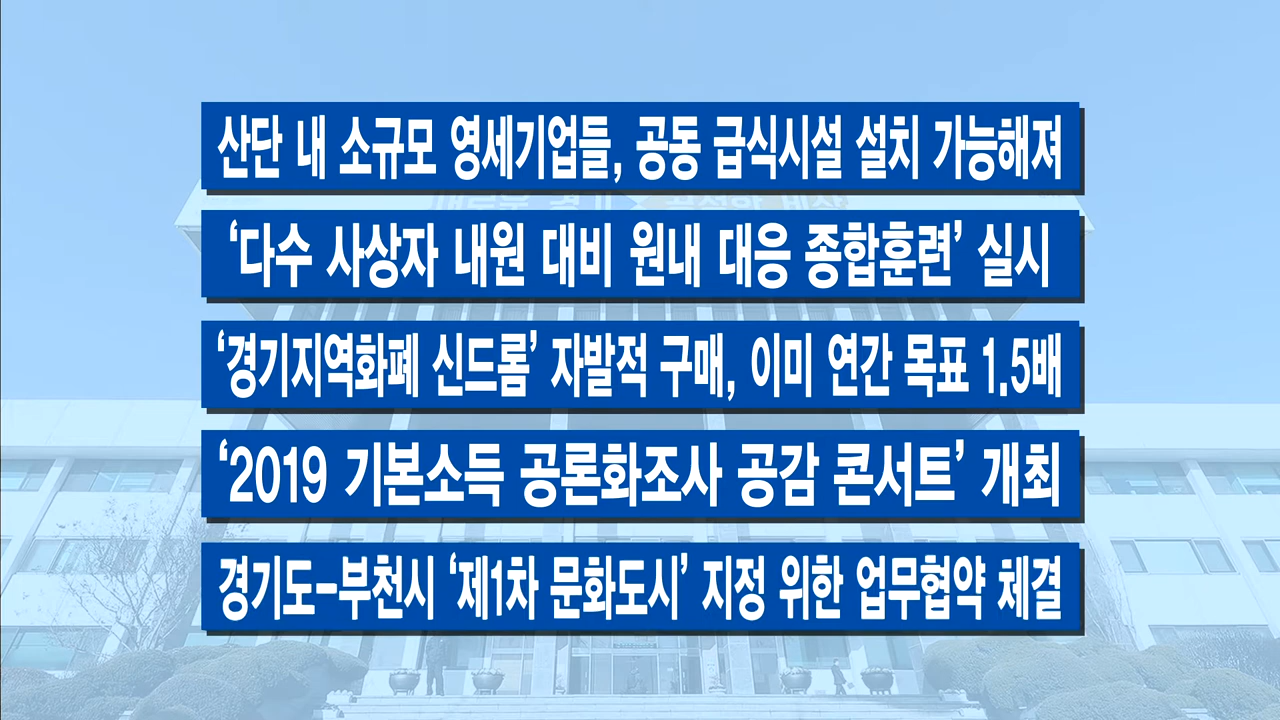 산단 내 소규모 영세기업들, 공동 급식시설 설치 가능해져
‘다수 사상자 내원 대비 원내 대응 종합훈련’ 실시
‘경기지역화폐 신드롬’ 자발적 구매, 이미 연간 목표 1.5배
‘2019 기본소득 공론화조사 공감 콘서트’ 개최
경기도-부천시 ‘제1차 문화도시’ 지정 위한 업무협약 체결